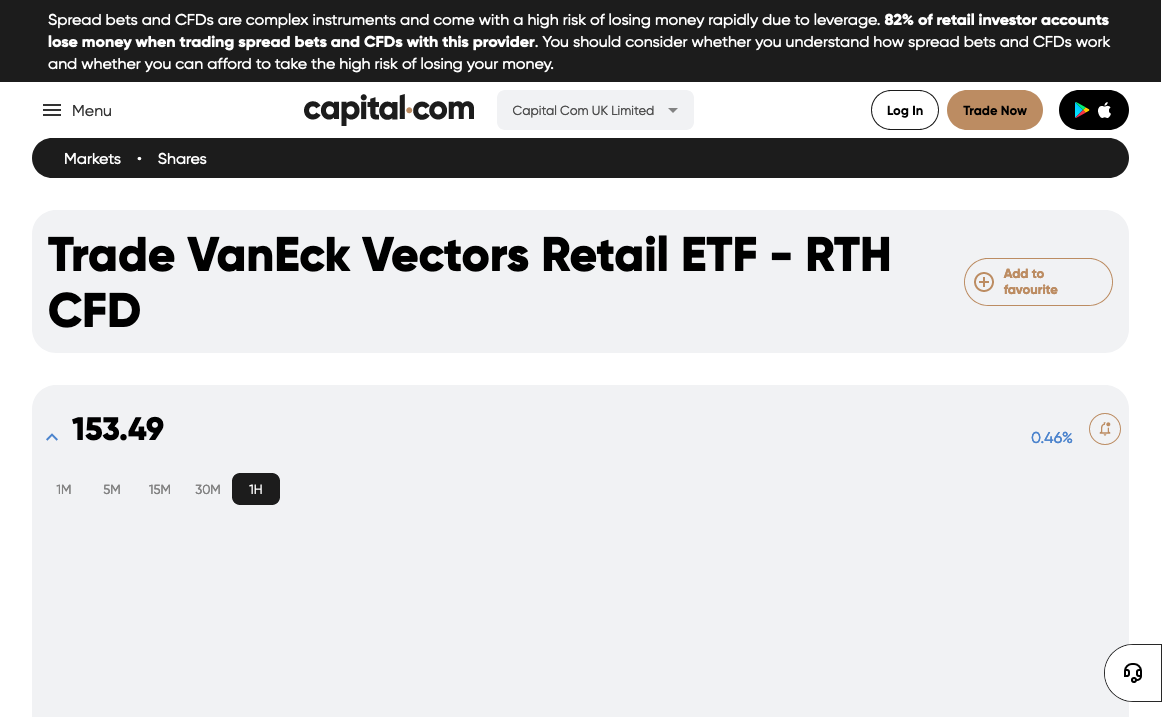 Spread bets and CFDs are complex instruments and come with a high risk of losing money rapidly due to leverage. 82% of retail investor accounts
lose money when trading spread bets and CFDs with this provider. You should consider whether you understand how spread bets and CFDs work
and whether you can afford to take the high risk of losing your money.
Menu
capital.com
Capital Com UK Limited
Log In
Trade Now
Markets • Shares
Trade VanEck Vectors Retail ETF - RTH
CFD
Add to
favourite
153.49
0.46%
1M 5M 15M 30M 1H